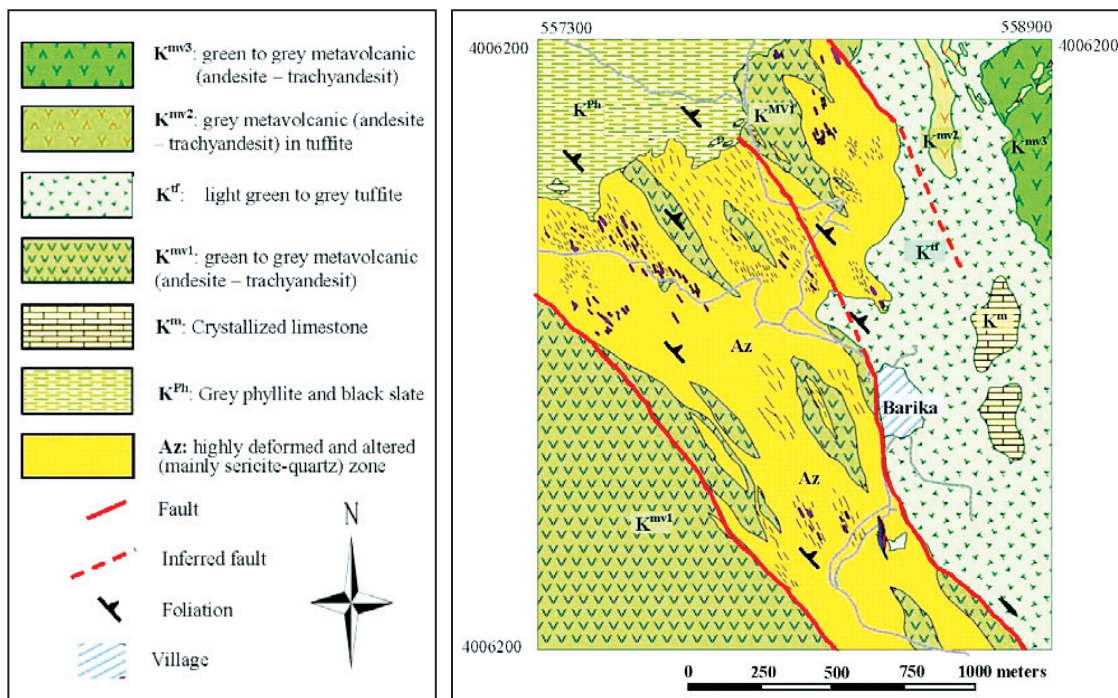 K^mv3: green to grey metavolcanic
(andesite – trachyandesit)
K^mv2: grey metavolcanic (andesite
– trachyandesit) in tuffite
K^tf: light green to grey tuffite
K^mv1: green to grey metavolcanic
(andesite – trachyandesit)
K^m: Crystallized limestone
K^Ph: Grey phyllite and black slate
Az: highly deformed and altered
(mainly sericite-quartz) zone
Fault
Inferred fault
Foliation
Village
N
557300
558900
4006200
4006200
K^Ph
K^MV1
K^mv2
K^mv3
K^tf
K^m
Az
Barika
Az
K^mv1
4006200
0 250 500 750 1000 meters